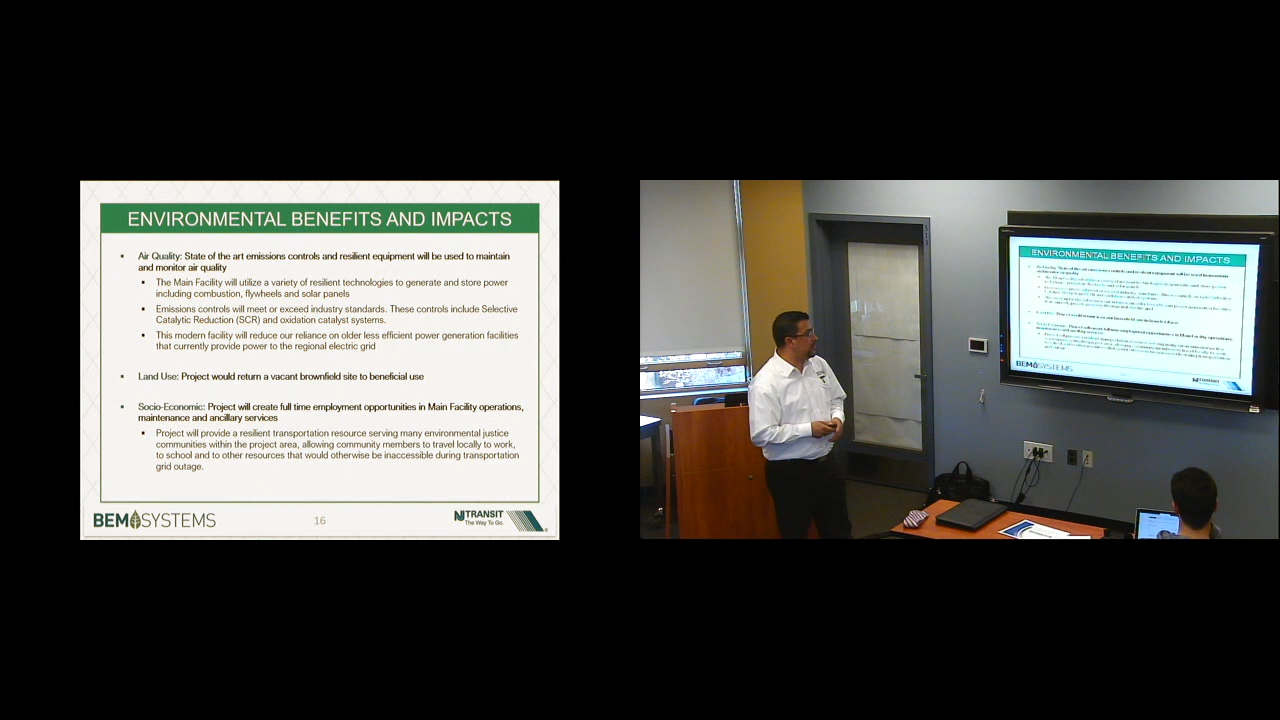 ENVIRONMENTAL BENEFITS AND IMPACTS
Air Quality: State of the art emissions controls and resilient equipment will be used to maintain
and monitor air quality
The Main Facility will utilize a variety of resilient technologies to generate and store power
including combustion, flywheels and solar panels
Emissions controls will meet or exceed industry standards. These controls include Selective
Catalytic Reduction (SCR) and oxidation catalyst systems.
This modern facility will reduce our reliance on older less efficient power generation facilities
that currently provide power to the regional electric grid
Land Use: Project would return a vacant brownfield site to beneficial use
Socio-Economic: Project will create full time employment opportunities in Main Facility operations,
maintenance and ancillary services
Project will provide a resilient transportation resource serving many environmental justice
communities within the project area, allowing community members to travel locally to work,
to school and to other resources that would otherwise be inaccessible during transportation
grid outage.
BEM SYSTEMS
16
NJ TRANSIT
The Way To Go.
ENVIRONMENTAL BENEFITS AND IMPACTS
BEM SYSTEMS